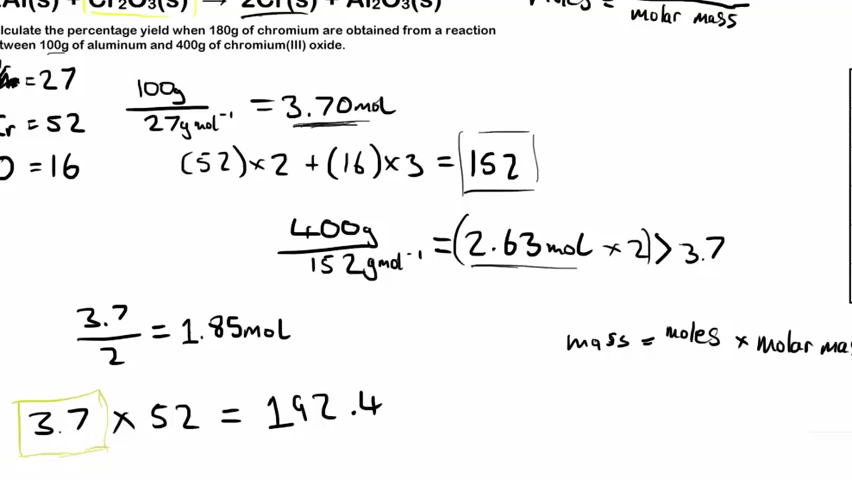 2Al(s) + Cr₂O₃(s) → 2Cr(s) + Al₂O₃(s)
moles = molar mass
lculate the percentage yield when 180g of chromium are obtained from a reaction
tween 100g of aluminum and 400g of chromium(III) oxide.
= 27
100g / 27gmol⁻¹ = 3.70mol
Cr = 52
O = 16
(52)×2 + (16)×3 = 152
400g / 152gmol⁻¹ = (2.63mol × 2) > 3.7
3.7 / 2 = 1.85mol
mass = moles × molar mas
3.7 × 52 = 192.4